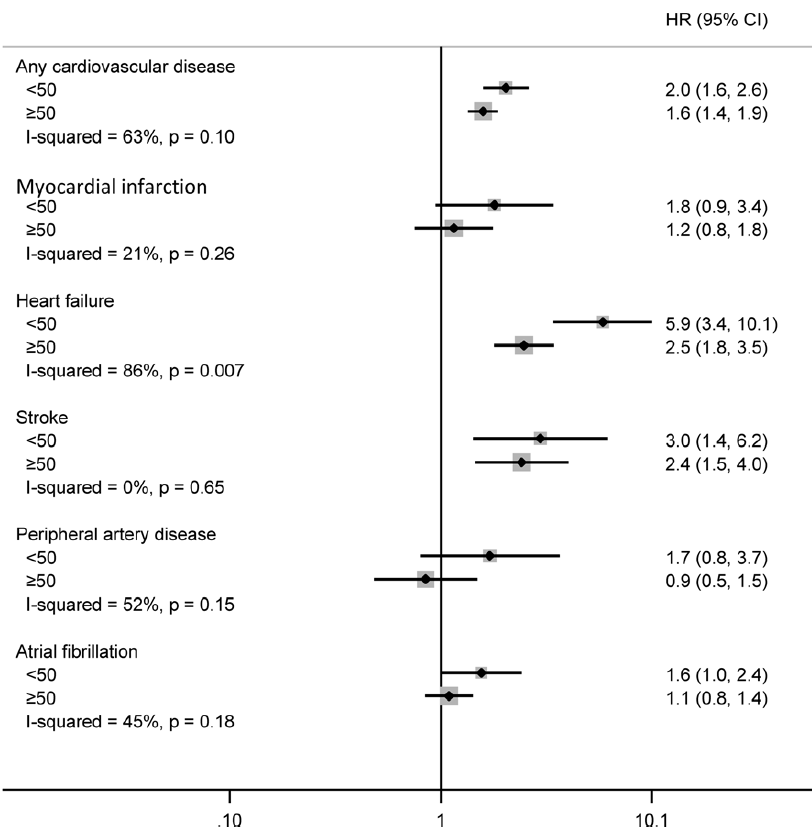 HR (95% CI)
Any cardiovascular disease
<50 2.0 (1.6, 2.6)
≥50 1.6 (1.4, 1.9)
I-squared = 63%, p = 0.10
Myocardial infarction
<50 1.8 (0.9, 3.4)
≥50 1.2 (0.8, 1.8)
I-squared = 21%, p = 0.26
Heart failure
<50 5.9 (3.4, 10.1)
≥50 2.5 (1.8, 3.5)
I-squared = 86%, p = 0.007
Stroke
<50 3.0 (1.4, 6.2)
≥50 2.4 (1.5, 4.0)
I-squared = 0%, p = 0.65
Peripheral artery disease
<50 1.7 (0.8, 3.7)
≥50 0.9 (0.5, 1.5)
I-squared = 52%, p = 0.15
Atrial fibrillation
<50 1.6 (1.0, 2.4)
≥50 1.1 (0.8, 1.4)
I-squared = 45%, p = 0.18
.10 1 10.1